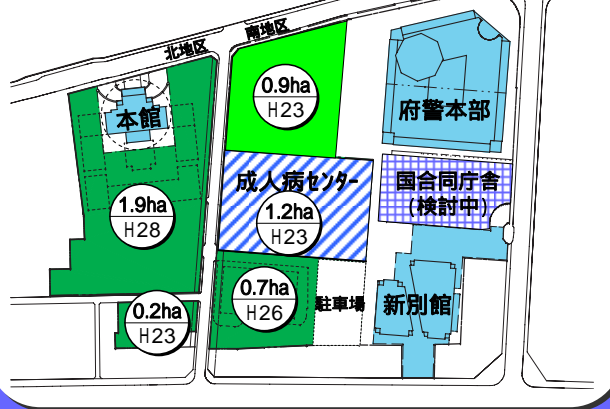 北地区
南地区
0.9ha
H23
本館
府警本部
成人病センター
1.2ha
H23
国合同庁舎
(検討中)
1.9ha
H28
0.7ha
H26
駐車場
新別館
0.2ha
H23